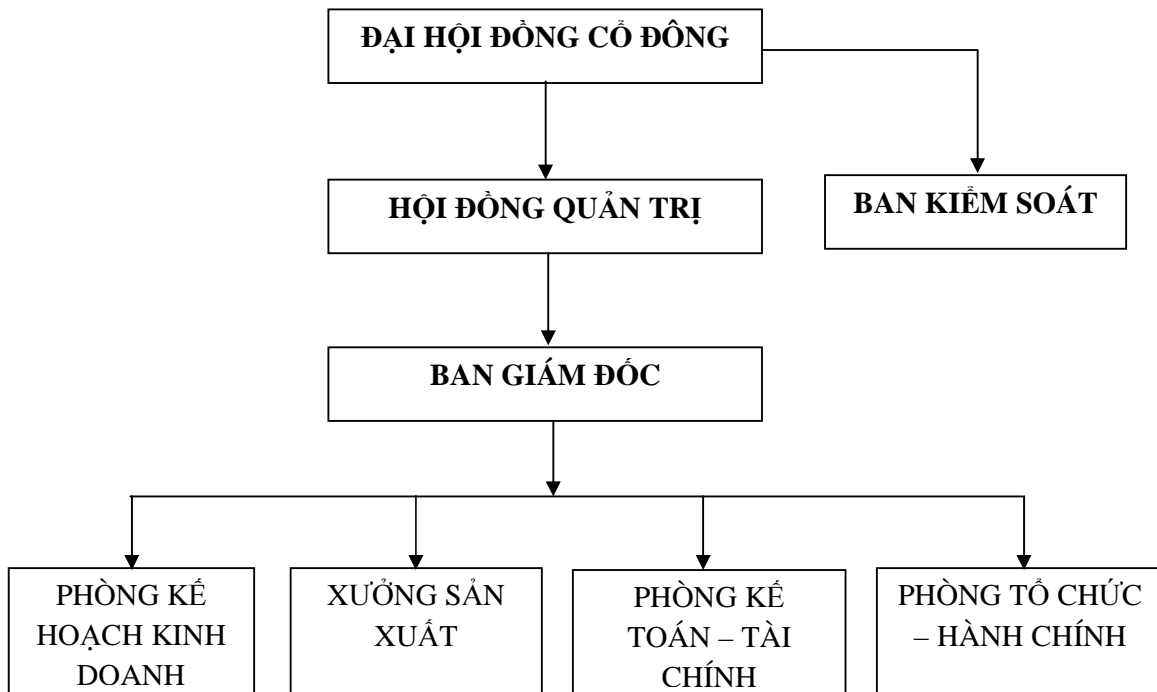 ĐẠI HỘI ĐỒNG CỔ ĐÔNG
HỘI ĐỒNG QUẢN TRỊ
BAN KIỂM SOÁT
BAN GIÁM ĐỐC
PHÒNG KẾ
HOẠCH KINH
DOANH
XƯỞNG SẢN
XUẤT
PHÒNG KẾ
TOÁN – TÀI
CHÍNH
PHÒNG TỔ CHỨC
– HÀNH CHÍNH